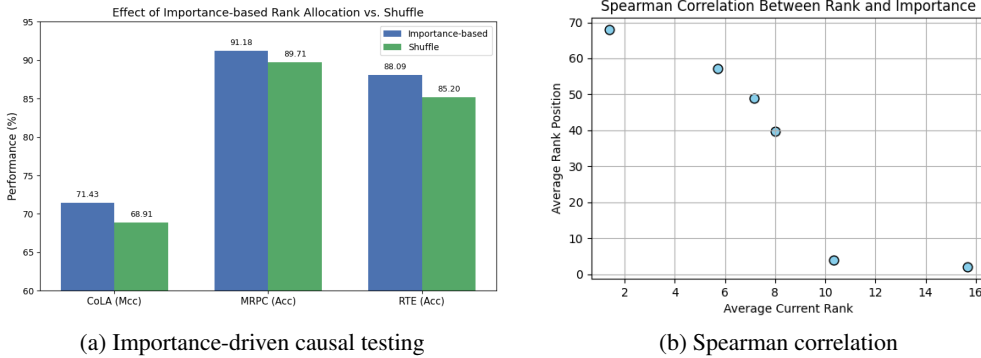 Effect of Importance-based Rank Allocation vs. Shuffle
Importance-based
Shuffle
Performance (%)
95
90
85
80
75
70
65
60
71.43
68.91
91.18
89.71
88.09
85.20
CoLA (Mcc)
MRPC (Acc)
RTE (Acc)
(a) Importance-driven causal testing
Spearman Correlation Between Rank and Importance
Average Rank Position
70
60
50
40
30
20
10
0
2
4
6
8
10
12
14
16
Average Current Rank
(b) Spearman correlation